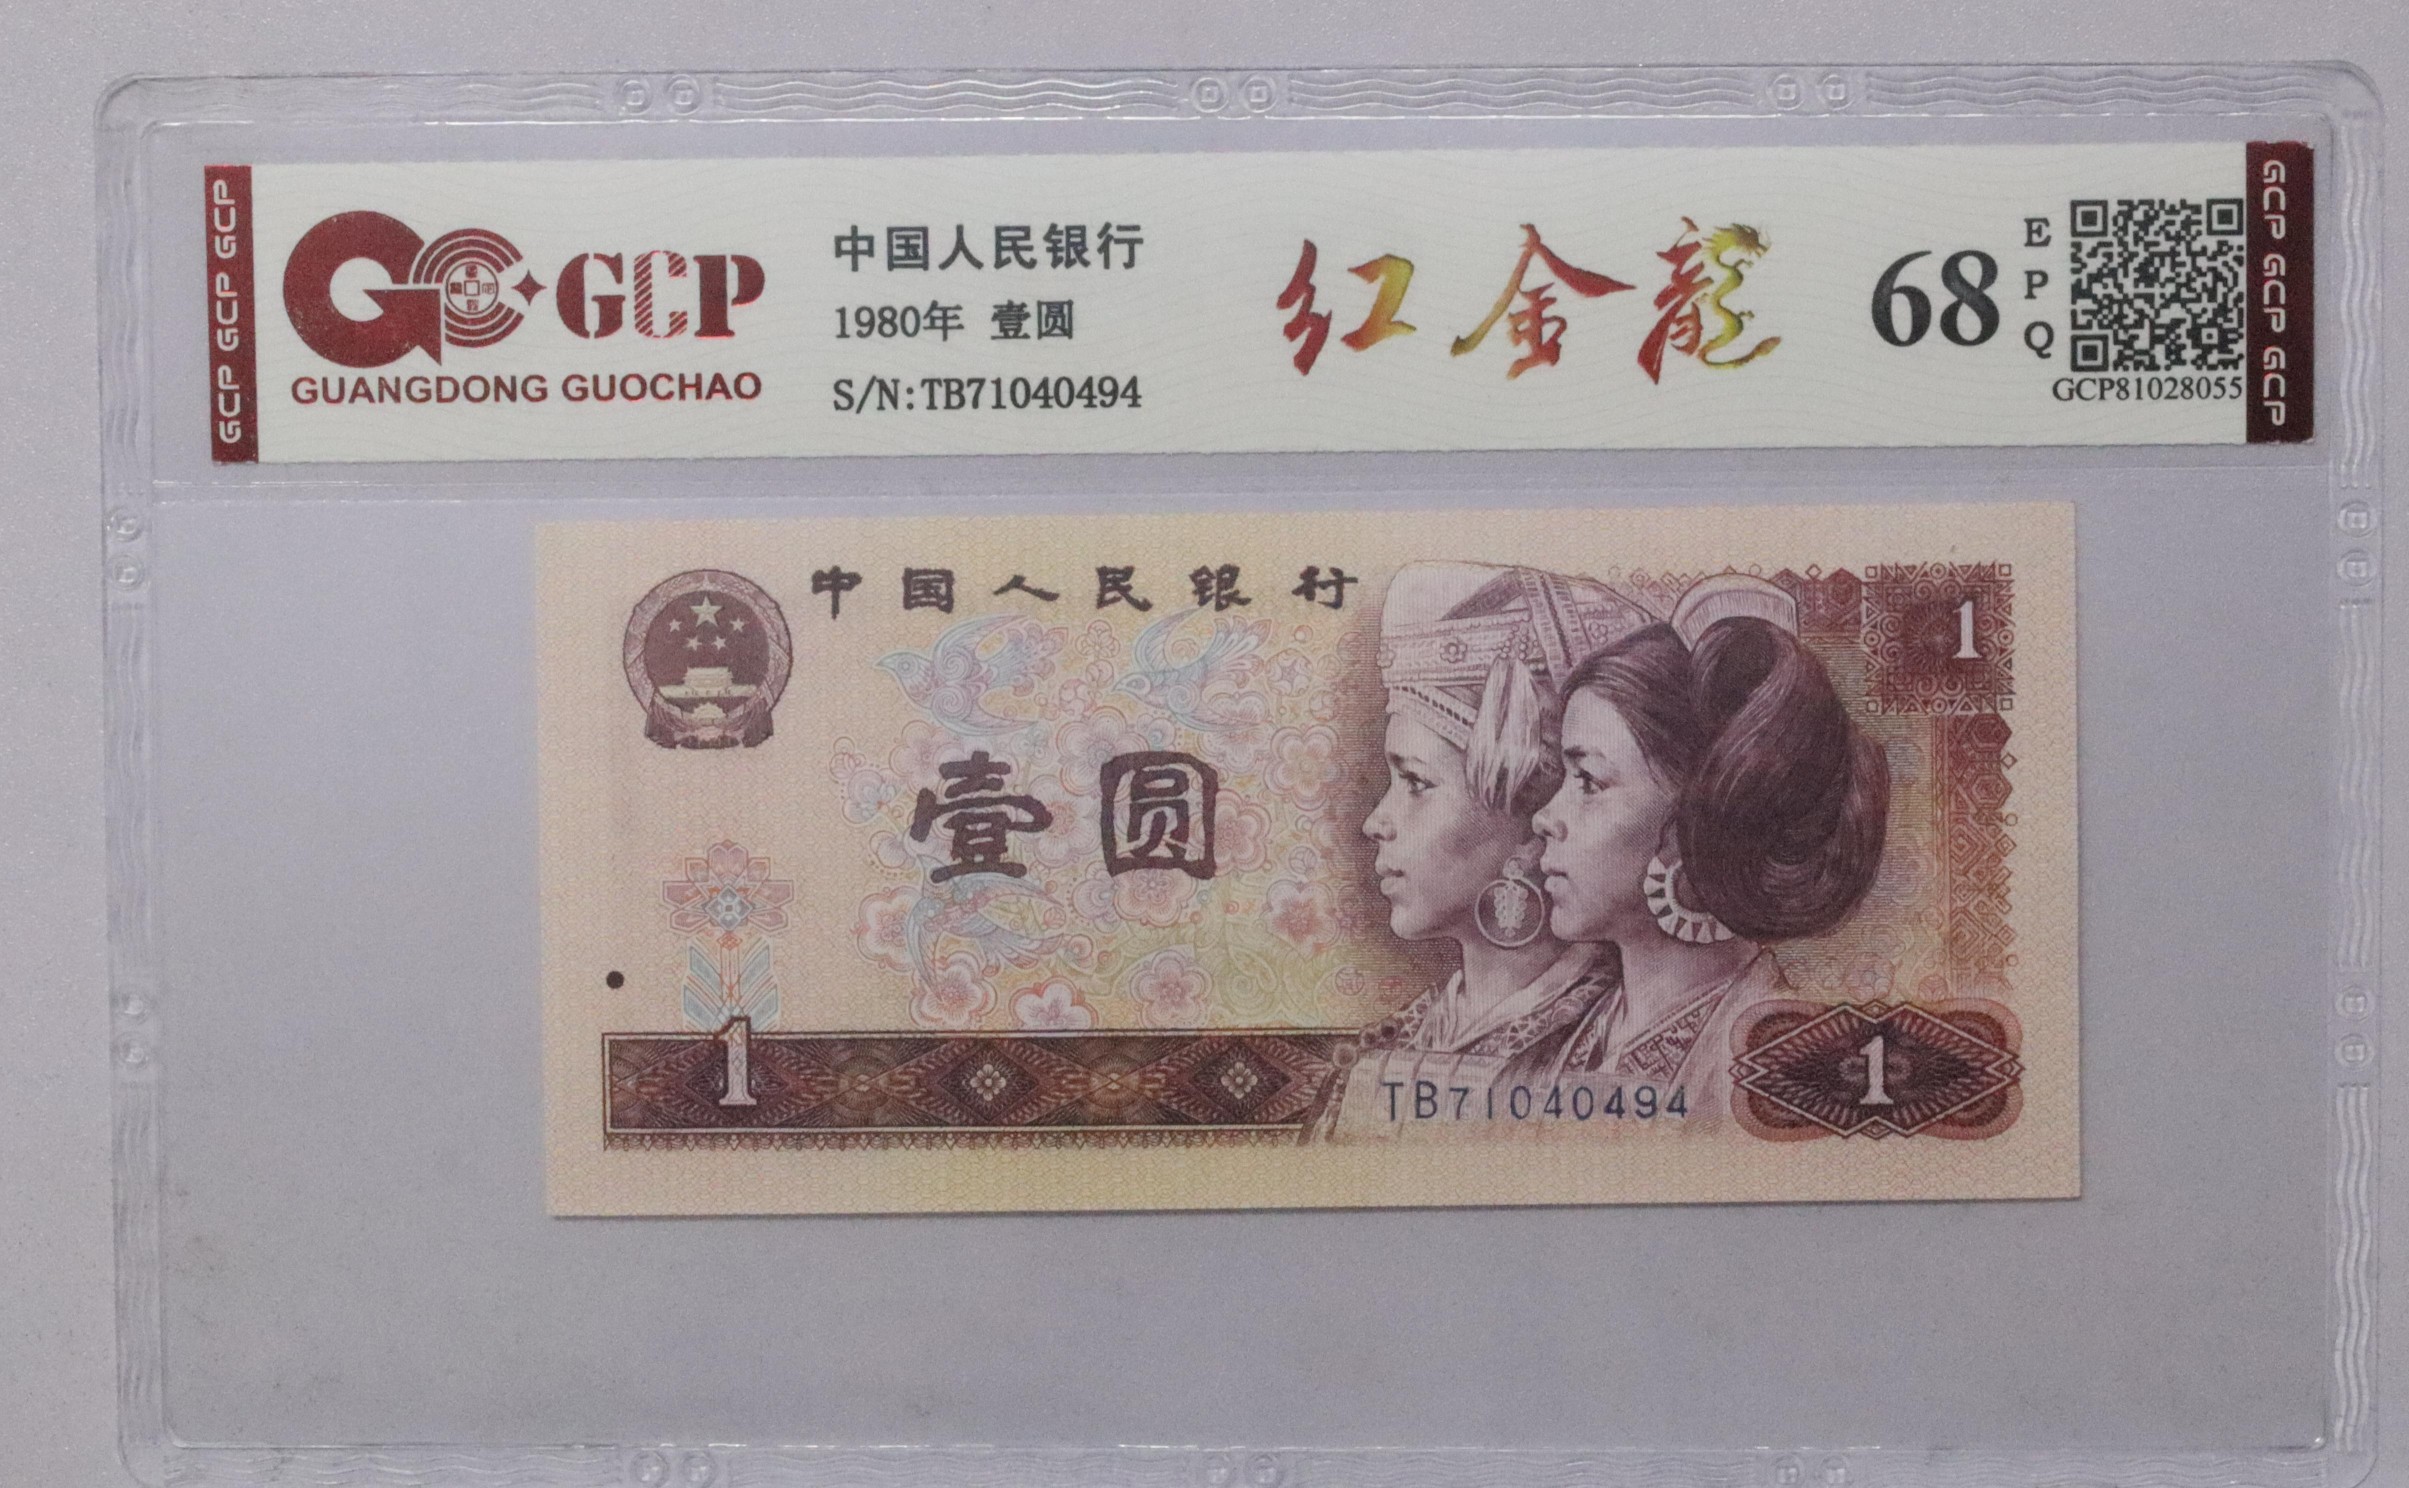 GCP GCP GCP
GCP
GUANGDONG GUOCHAO
中国人民银行
1980年 壹圆
S/N:TB71040494
红金龍
68
E
P
Q
GCP81028055
GCP GCP GCP
中国人民银行
1
壹圆
1
TB71040494
1